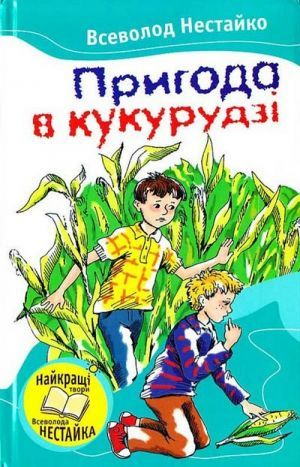 Всеволод Нестайко
Пригода
в кукурудзі
Найкращі
твори
Всеволода
НЕСТАЙКА